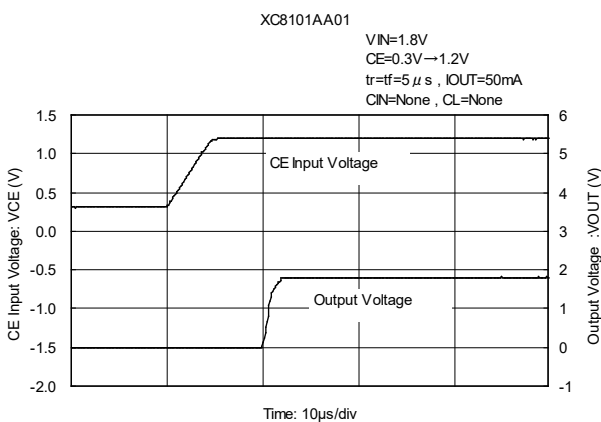 XC8101AA01
VIN=1.8V
CE=0.3V→1.2V
tr=tf=5μs , IOUT=50mA
CIN=None , CL=None
CE Input Voltage: VCE (V)
1.5
1.0
0.5
0.0
-0.5
-1.0
-1.5
-2.0
CE Input Voltage
Output Voltage
6
5
4
3
2
1
0
-1
Output Voltage :VOUT (V)
Time: 10μs/div